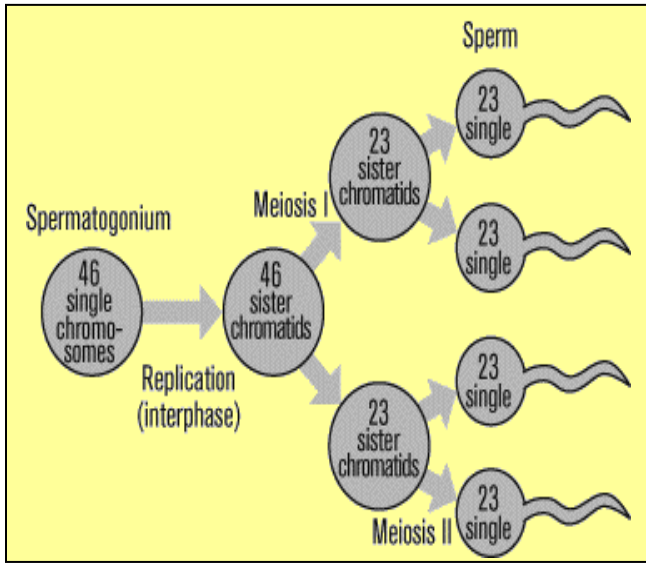 Spermatogonium
46
single
chromo-
somes
Replication
(interphase)
46
sister
chromatids
Meiosis I
23
sister
chromatids
23
sister
chromatids
Meiosis II
Sperm
23
single
23
single
23
single
23
single